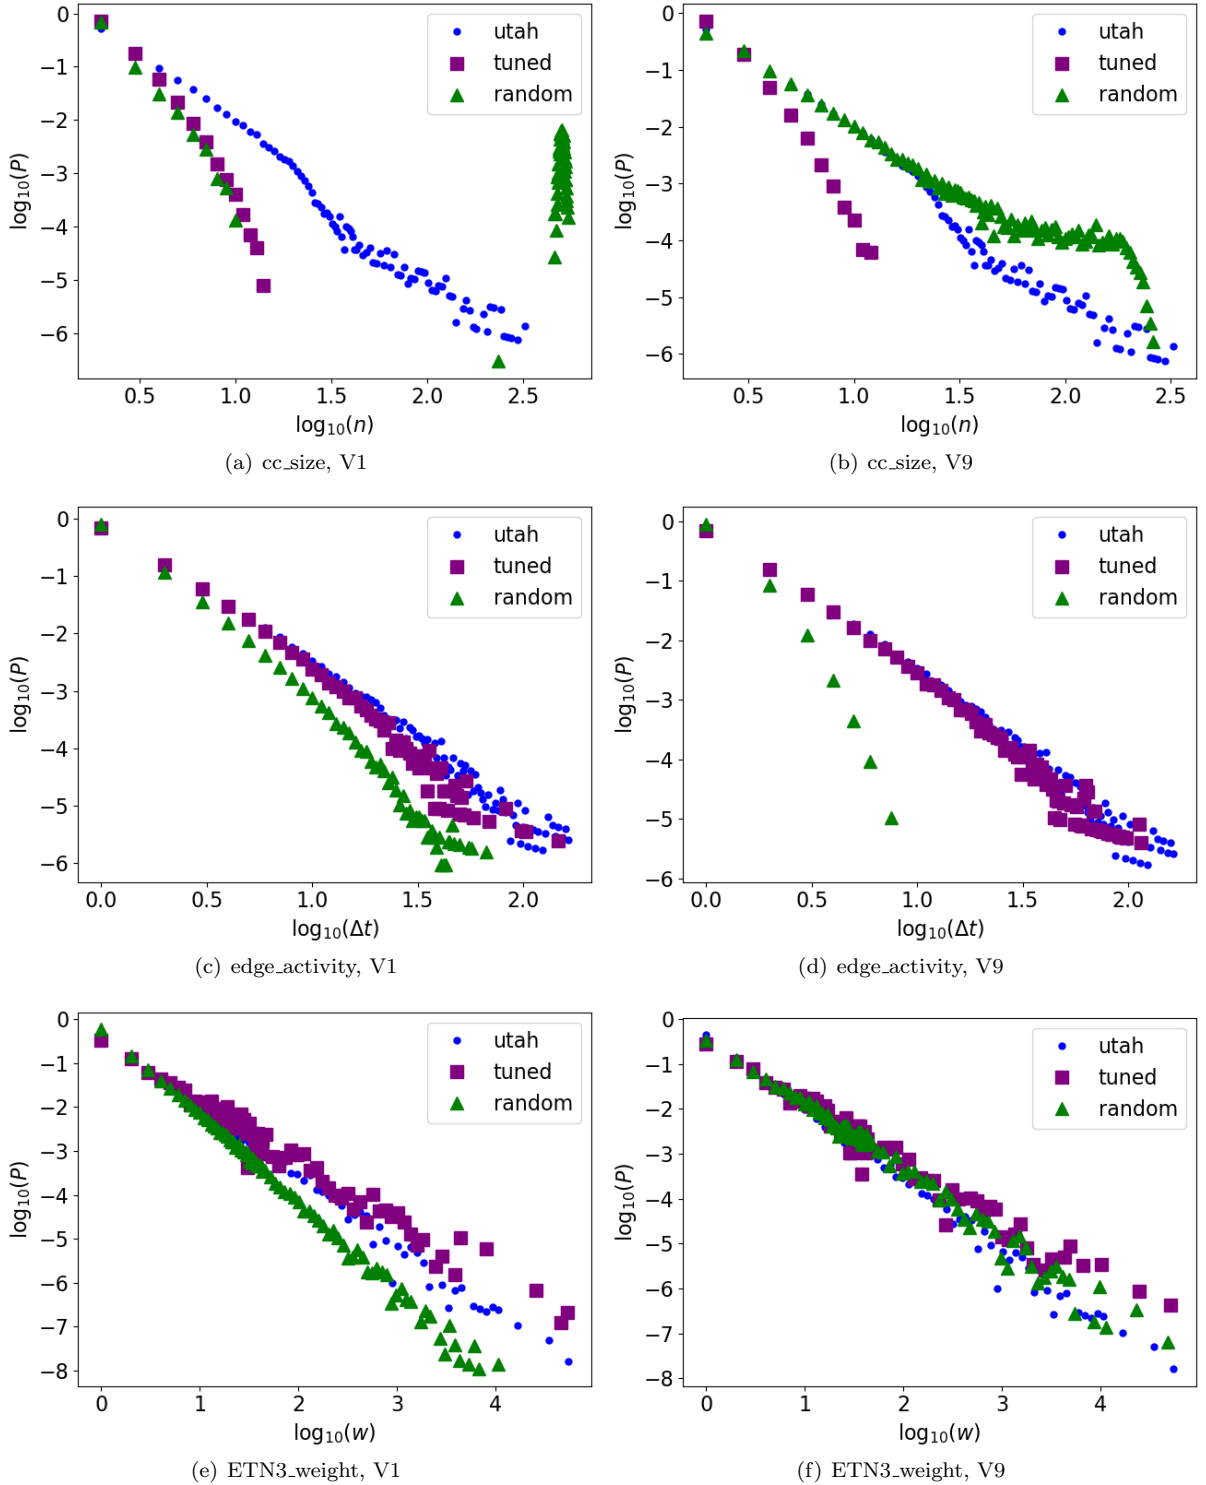 0
−1
−2
−3
−4
−5
−6
log₁₀(P)
0.5 1.0 1.5 2.0 2.5
log₁₀(n)
utah
tuned
random
(a) cc_size, V1
0
−1
−2
−3
−4
−5
−6
log₁₀(P)
0.5 1.0 1.5 2.0 2.5
log₁₀(n)
utah
tuned
random
(b) cc_size, V9
0
−1
−2
−3
−4
−5
−6
log₁₀(P)
0.0 0.5 1.0 1.5 2.0
log₁₀(Δt)
utah
tuned
random
(c) edge_activity, V1
0
−1
−2
−3
−4
−5
−6
log₁₀(P)
0.0 0.5 1.0 1.5 2.0
log₁₀(Δt)
utah
tuned
random
(d) edge_activity, V9
0
−1
−2
−3
−4
−5
−6
−7
−8
log₁₀(P)
0 1 2 3 4
log₁₀(w)
utah
tuned
random
(e) ETN3_weight, V1
0
−1
−2
−3
−4
−5
−6
−7
−8
log₁₀(P)
0 1 2 3 4
log₁₀(w)
utah
tuned
random
(f) ETN3_weight, V9